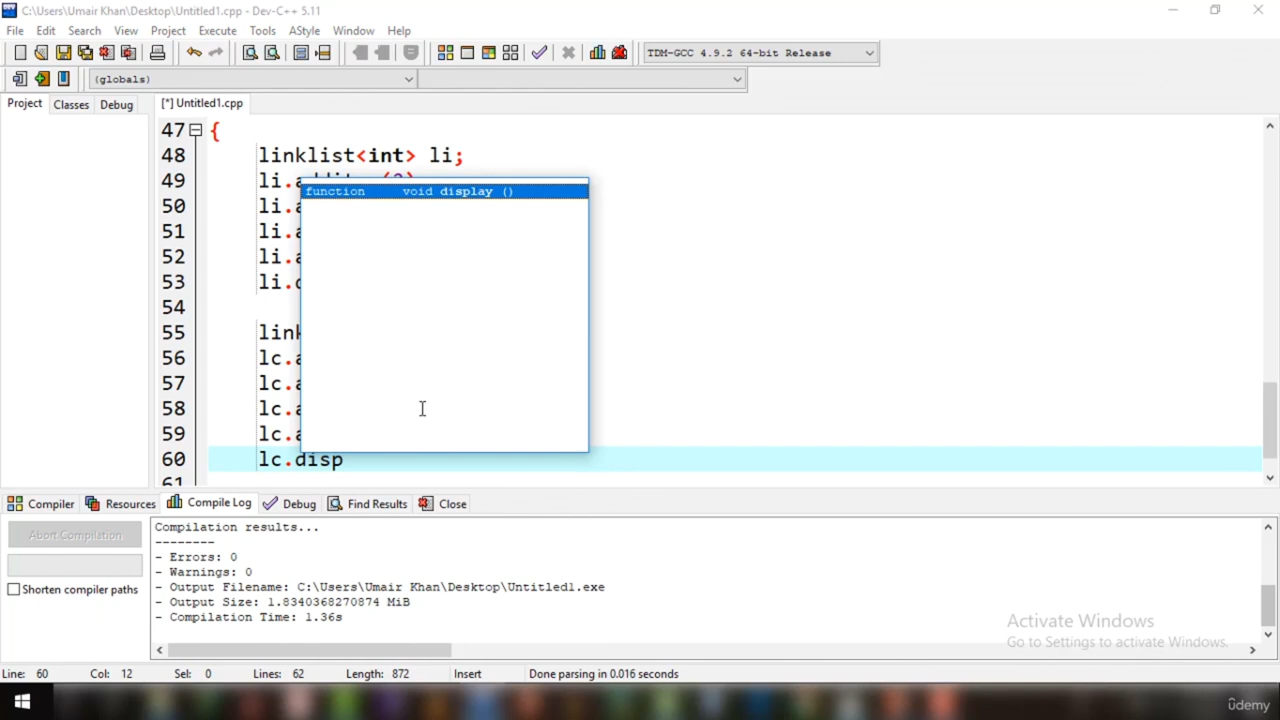 C:\Users\Umair Khan\Desktop\Untitled1.cpp - Dev-C++ 5.11
File Edit Search View Project Execute Tools AStyle Window Help
TDM-GCC 4.9.2 64-bit Release
(globals)
Project Classes Debug [*] Untitled1.cpp
47 {
48 linklist<int> li;
49 li.
50 li.
51 li.
52 li.
53 li.
54
55
56 lc.
57 lc.
58 lc.
59 lc.
60 lc.disp
61
function void display ()
Compiler Resources Compile Log Debug Find Results Close
Abort Compilation
Shorten compiler paths
Compilation results...
--------
- Errors: 0
- Warnings: 0
- Output Filename: C:\Users\Umair Khan\Desktop\Untitled1.exe
- Output Size: 1.8340368270874 MiB
- Compilation Time: 1.36s
Activate Windows
Go to Settings to activate Windows.
Line: 60 Col: 12 Sel: 0 Lines: 62 Length: 872 Insert Done parsing in 0.016 seconds
ûdemy